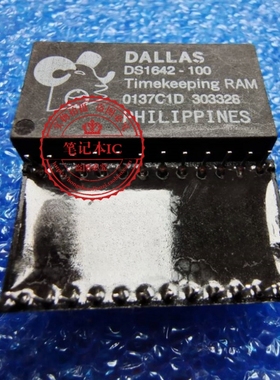 DALLAS
DS1642-100
Timekeeping RAM
0137C1D 303328
PHILIPPINES
笔记本IC